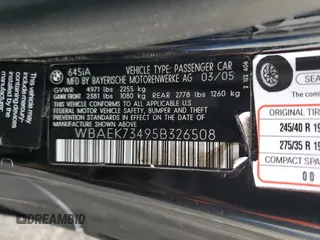 645iA VEHICLE TYPE: PASSENGER CAR
MFD BY BAYERISCHE MOTORENWERKE AG 03/05
GVWR 4971 LBS 2255 KG
GAWR FRONT 2381 LBS 1080 KG REAR 2778 LBS 1260 KG
THIS VEHICLE CONFORMS TO ALL APPLICABLE U.S.
FEDERAL MOTOR VEHICLE SAFETY, BUMPER AND THEFT
PREVENTION STANDARDS IN EFFECT ON THE DATE OF
MANUFACTURE SHOWN ABOVE.
WBAEK73495B326508
SEA
245/40 R 19
275/35 R 19
COMPACT SPA
AutoBidMaster